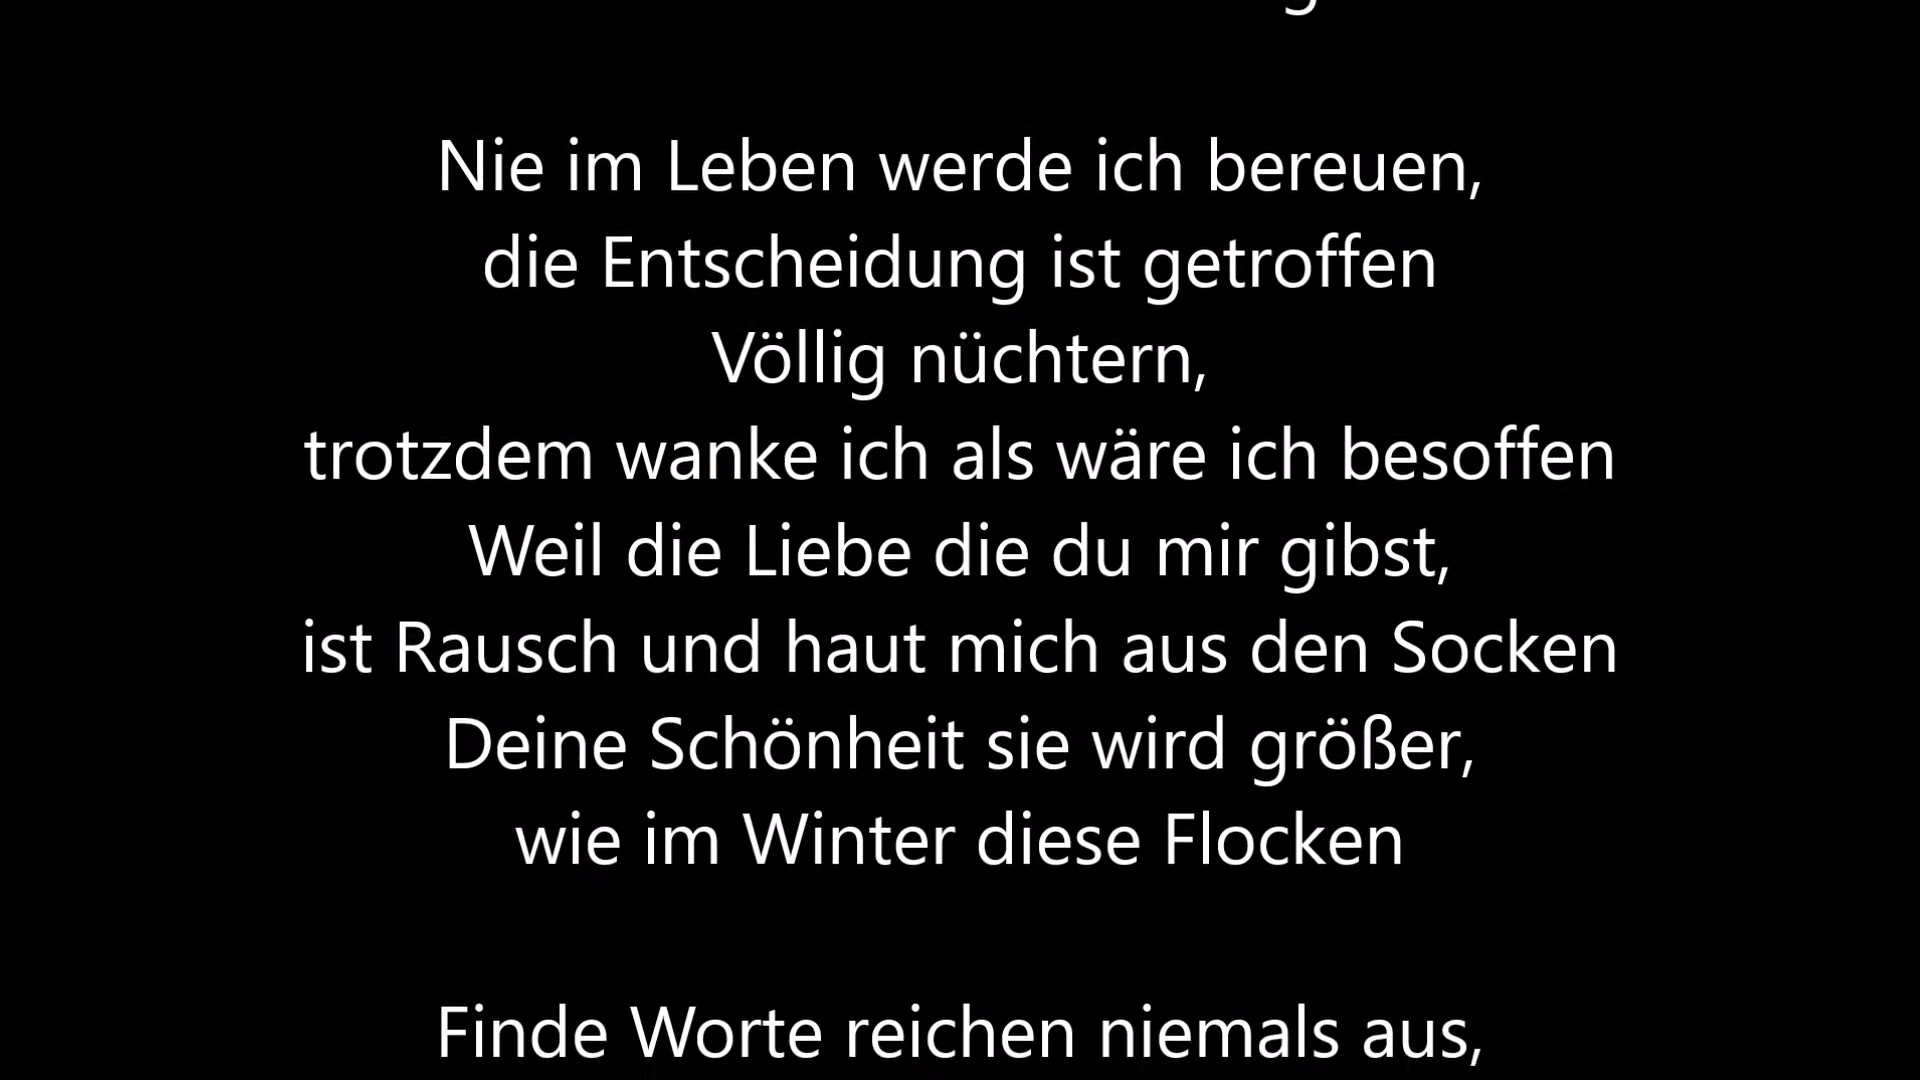 Nie im Leben werde ich bereuen,
die Entscheidung ist getroffen
Völlig nüchtern,
trotzdem wanke ich als wäre ich besoffen
Weil die Liebe die du mir gibst,
ist Rausch und haut mich aus den Socken
Deine Schönheit sie wird größer,
wie im Winter diese Flocken
Finde Worte reichen niemals aus,